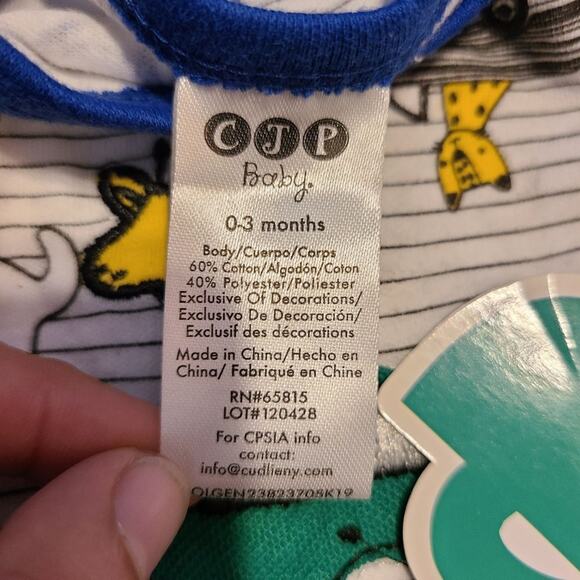 CJP
Baby.
0-3 months
Body/Cuerpo/Corps
60% Cotton/Algodón/Coton
40% Polyester/Poliester
Exclusive Of Decorations/
Exclusivo De Decoración/
Exclusif des décorations
Made in China/Hecho en
China/ Fabriqué en Chine
RN#65815
LOT#120428
For CPSIA info
contact:
info@cudlieny.com